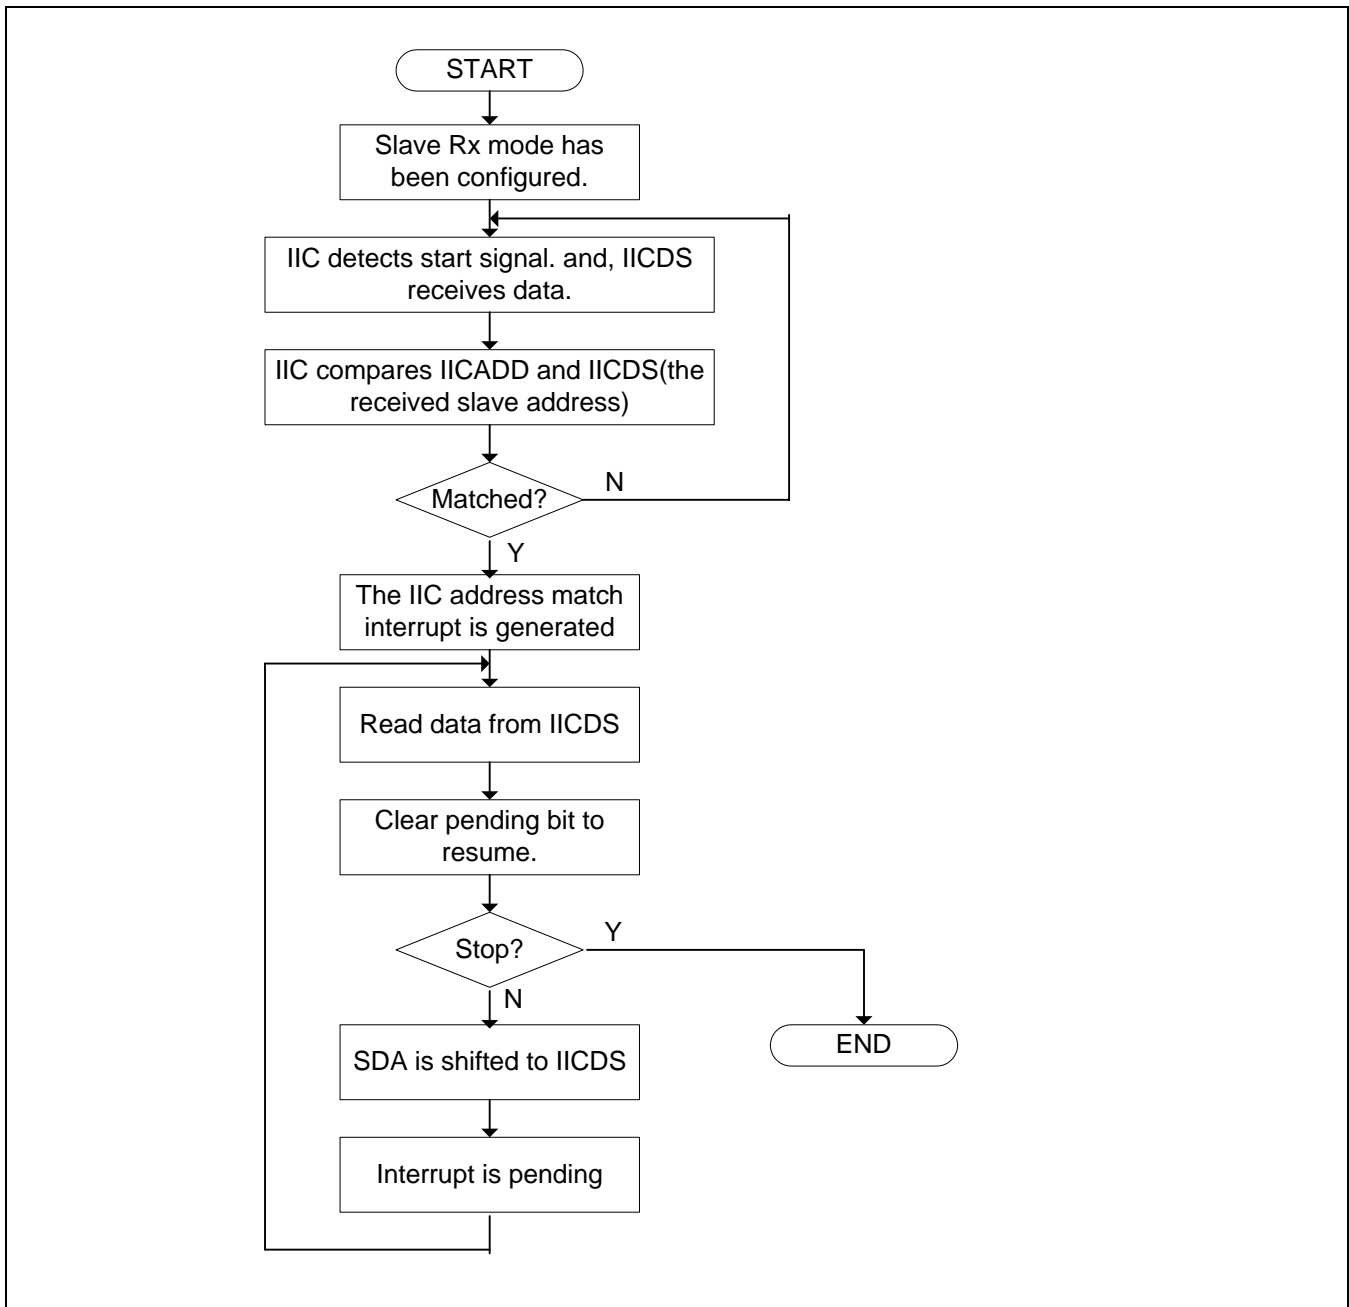 START
Slave Rx mode has
been configured.
IIC detects start signal. and, IICDS
receives data.
IIC compares IICADD and IICDS(the
received slave address)
Matched?
N
Y
The IIC address match
interrupt is generated
Read data from IICDS
Clear pending bit to
resume.
Stop?
Y
N
SDA is shifted to IICDS
END
Interrupt is pending